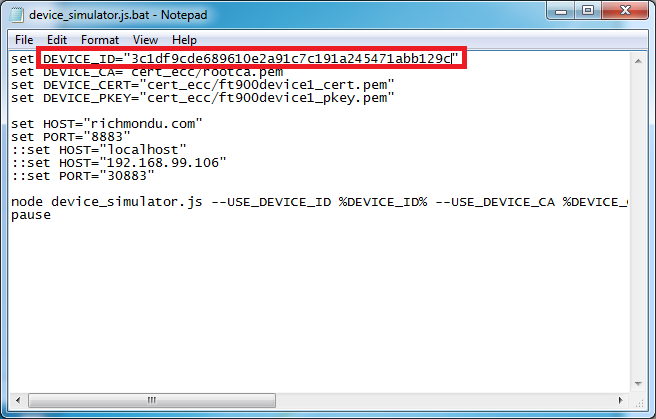 device_simulator.js.bat - Notepad
File Edit Format View Help
set DEVICE_ID="3c1df9cde689610e2a91c7c191a245471abb129c"
set DEVICE_CA="cert_ecc/rootca.pem"
set DEVICE_CERT="cert_ecc/ft900device1_cert.pem"
set DEVICE_PKEY="cert_ecc/ft900device1_pkey.pem"
set HOST="richmondu.com"
set PORT="8883"
::set HOST="localhost"
::set HOST="192.168.99.106"
::set PORT="30883"
node device_simulator.js --USE_DEVICE_ID %DEVICE_ID% --USE_DEVICE_CA %DEVICE_
pause